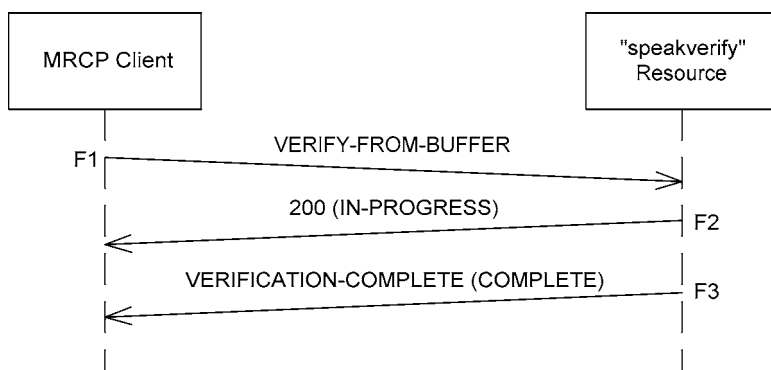 MRCP Client
"speakverify"
Resource
F1
VERIFY-FROM-BUFFER
200 (IN-PROGRESS)
F2
VERIFICATION-COMPLETE (COMPLETE)
F3